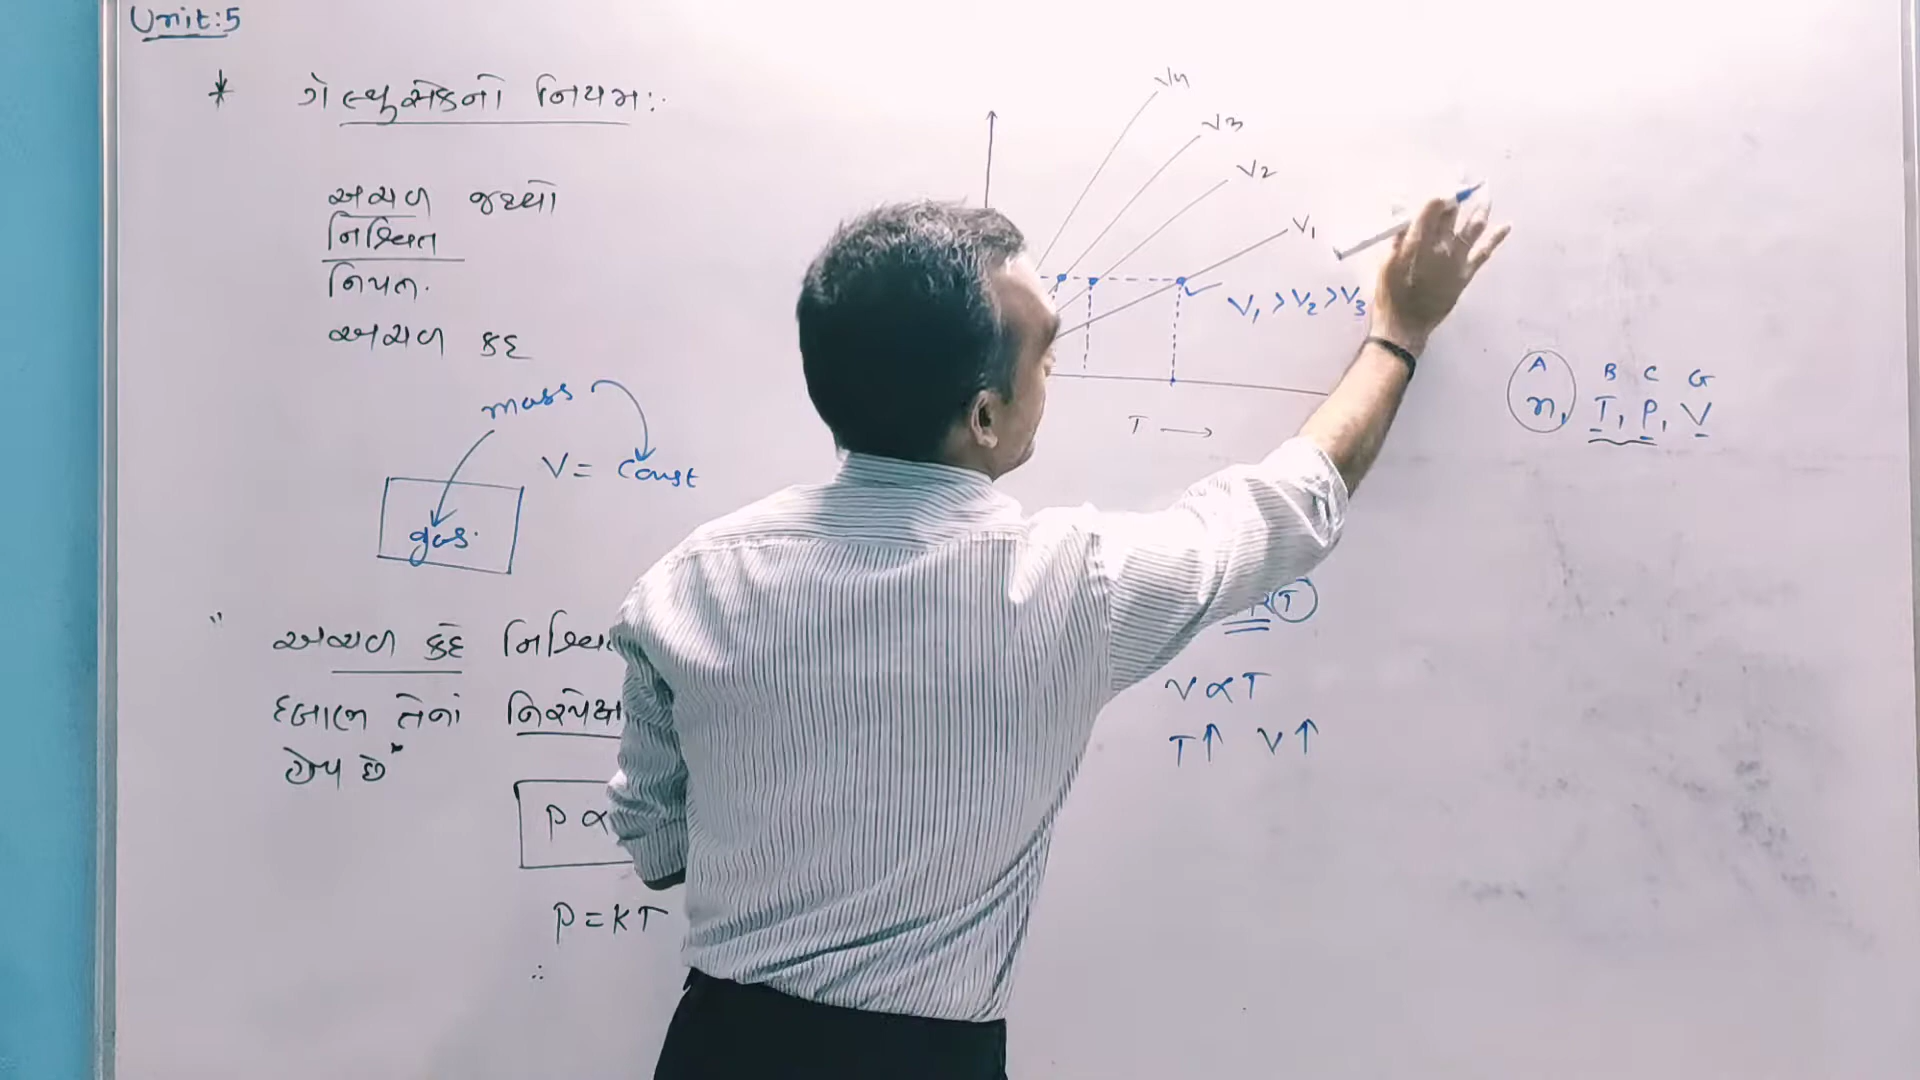 Unit:5
* ગેલ્યુસેકનો નિયમ:
અચળ જથ્થો
નિશ્ચિત
નિયત.
અચળ કદ
mass
V = Const
gas.
" અચળ કદે
દબાણ તેનાં નિરપેક્ષ
હોય છે"
P ∝
P = KT
∴
V4
V3
V2
V1
V1 > V2 > V3
T →
A B C G
n, T, P, V
T
V ∝ T
T↑ V↑